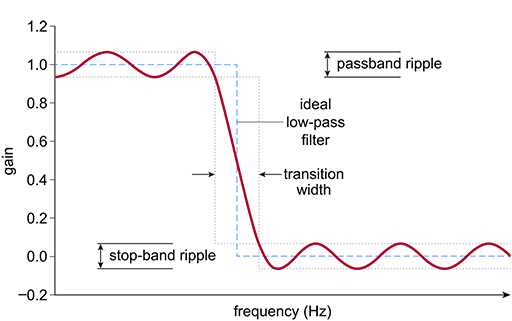 1.2
1.0
0.8
0.6
0.4
0.2
0.0
−0.2
gain
frequency (Hz)
passband ripple
ideal
low-pass
filter
transition
width
stop-band ripple